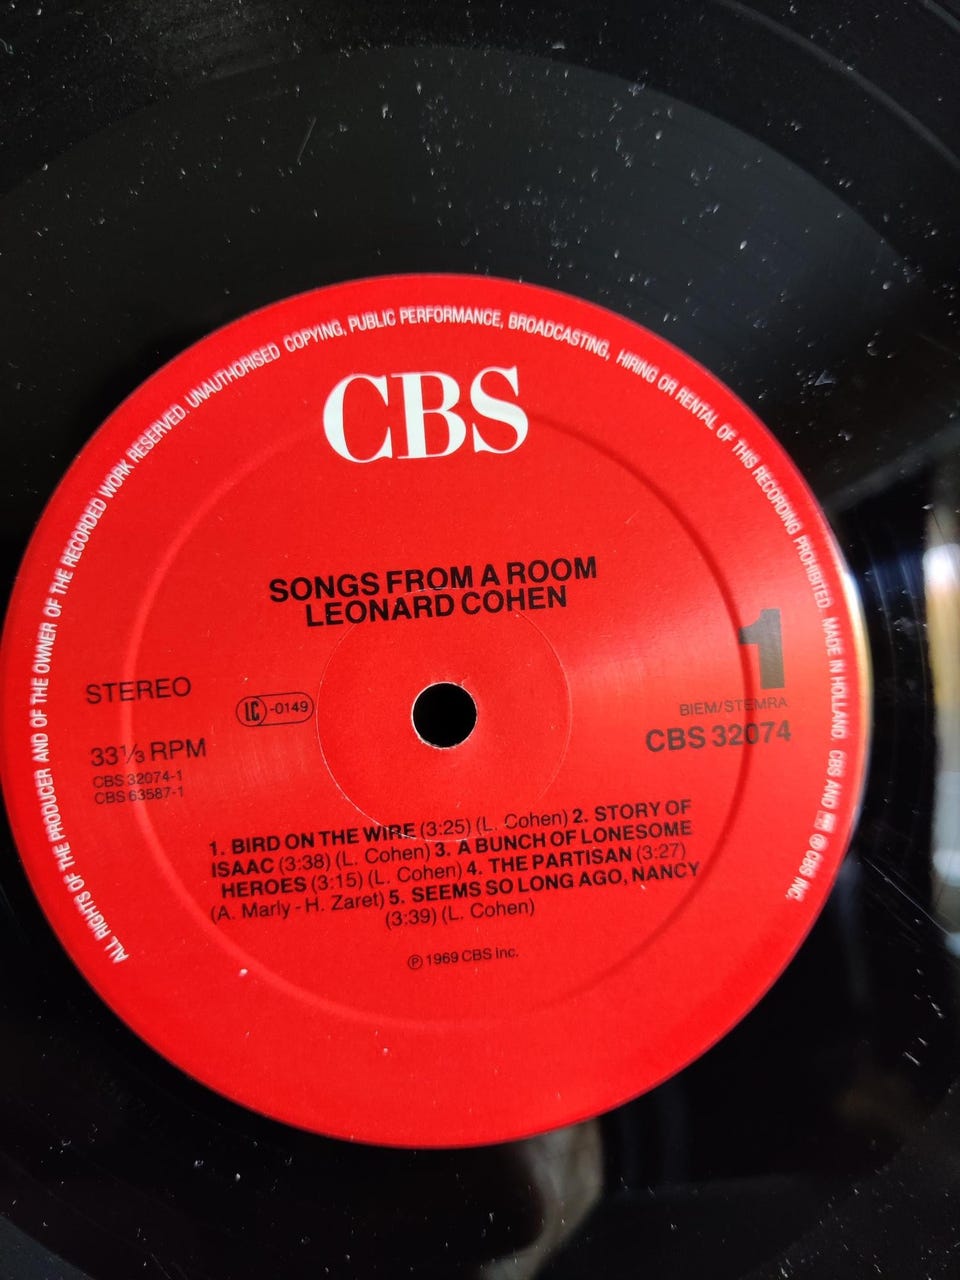 ALL RIGHTS OF THE PRODUCER AND OF THE OWNER OF THE RECORDED WORK RESERVED. UNAUTHORISED COPYING, PUBLIC PERFORMANCE, BROADCASTING, HIRING OR RENTAL OF THIS RECORDING PROHIBITED. MADE IN HOLLAND. CBS AND ℗ CBS INC.
CBS
SONGS FROM A ROOM
LEONARD COHEN
1
STEREO
LC -0149
BIEM/STEMRA
CBS 32074
33⅓ RPM
CBS 32074-1
CBS 63587-1
1. BIRD ON THE WIRE (3:25) (L. Cohen) 2. STORY OF
ISAAC (3:38) (L. Cohen) 3. A BUNCH OF LONESOME
HEROES (3:15) (L. Cohen) 4. THE PARTISAN (3:27)
(A. Marly - H. Zaret) 5. SEEMS SO LONG AGO, NANCY
(3:39) (L. Cohen)
℗ 1969 CBS Inc.